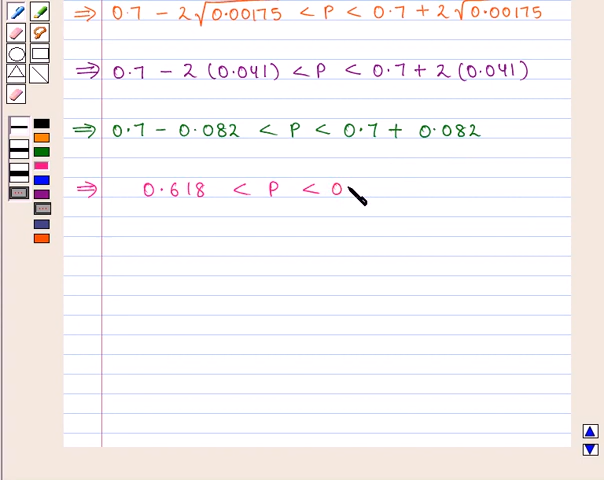 ⇒ 0.7 - 2√0.00175 < P < 0.7 + 2√0.00175
⇒ 0.7 - 2 (0.041) < P < 0.7 + 2 (0.041)
⇒ 0.7 - 0.082 < P < 0.7 + 0.082
⇒ 0.618 < P < 0.